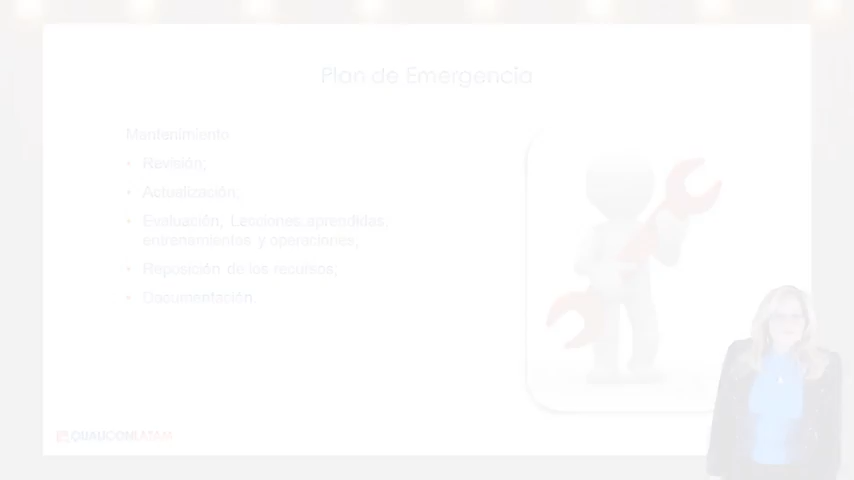 Plan de Emergencia
Mantenimiento
• Revisión;
• Actualización;
• Evaluación; Lecciones aprendidas,
entrenamientos y operaciones;
• Reposición de los recursos;
• Documentación.
QUALICONLATAM